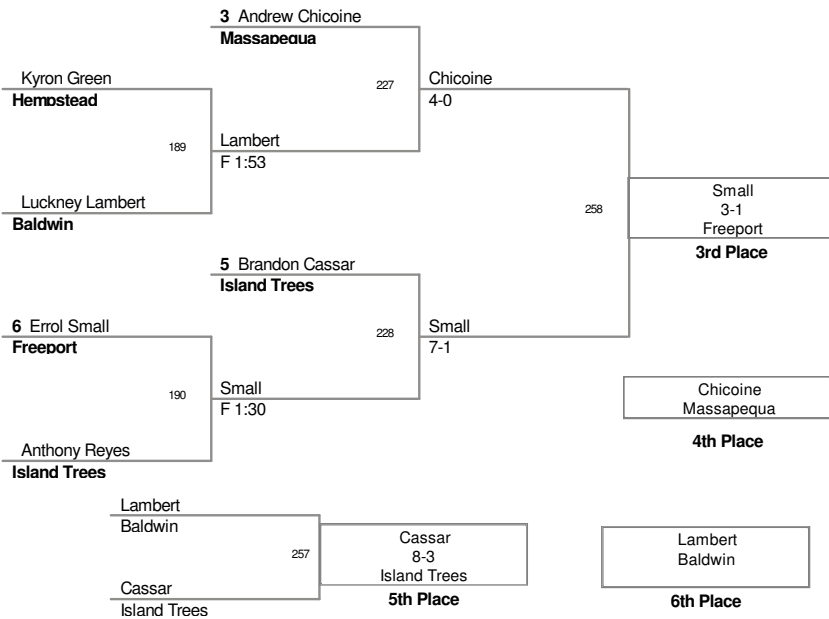 3 Andrew Chicoine
Massapequa
Kyron Green
Hempstead
227
Chicoine
4-0
189
Lambert
F 1:53
Luckney Lambert
Baldwin
258
Small
3-1
Freeport
3rd Place
5 Brandon Cassar
Island Trees
6 Errol Small
Freeport
228
Small
7-1
190
Small
F 1:30
Chicoine
Massapequa
4th Place
Anthony Reyes
Island Trees
Lambert
Baldwin
257
Cassar
8-3
Island Trees
5th Place
Cassar
Island Trees
Lambert
Baldwin
6th Place